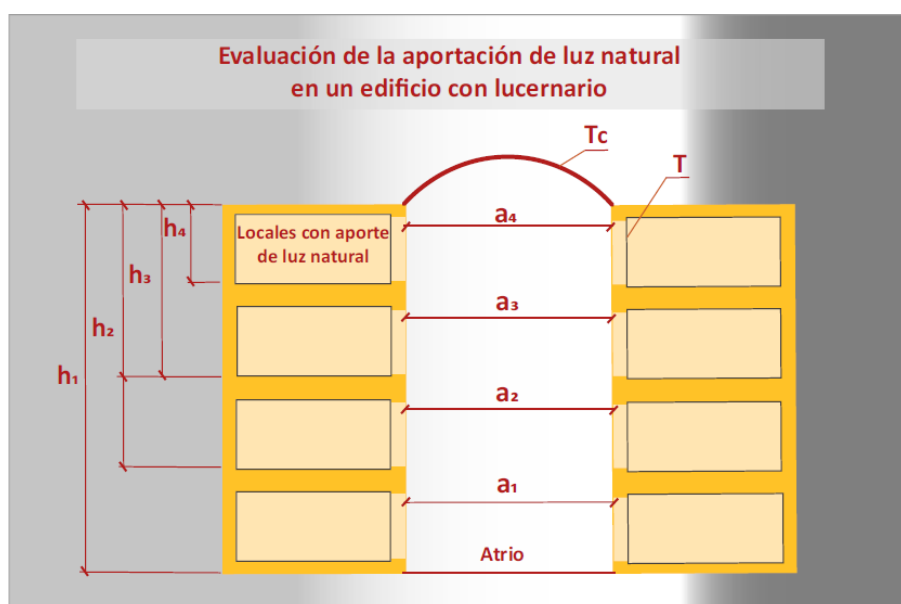 Evaluación de la aportación de luz natural
en un edificio con lucernario
Tc
T
a₄
h₄
Locales con aporte
de luz natural
h₃
a₃
h₂
h₁
a₂
a₁
Atrio